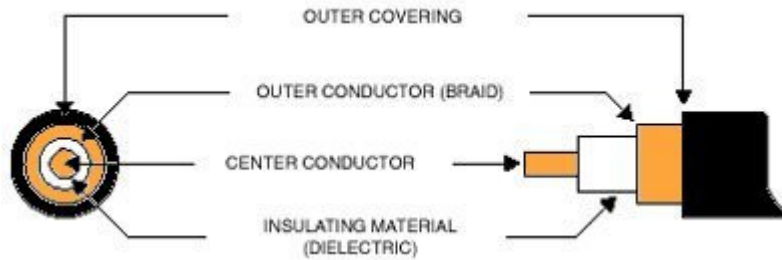 OUTER COVERING
OUTER CONDUCTOR (BRAID)
CENTER CONDUCTOR
INSULATING MATERIAL
(DIELECTRIC)